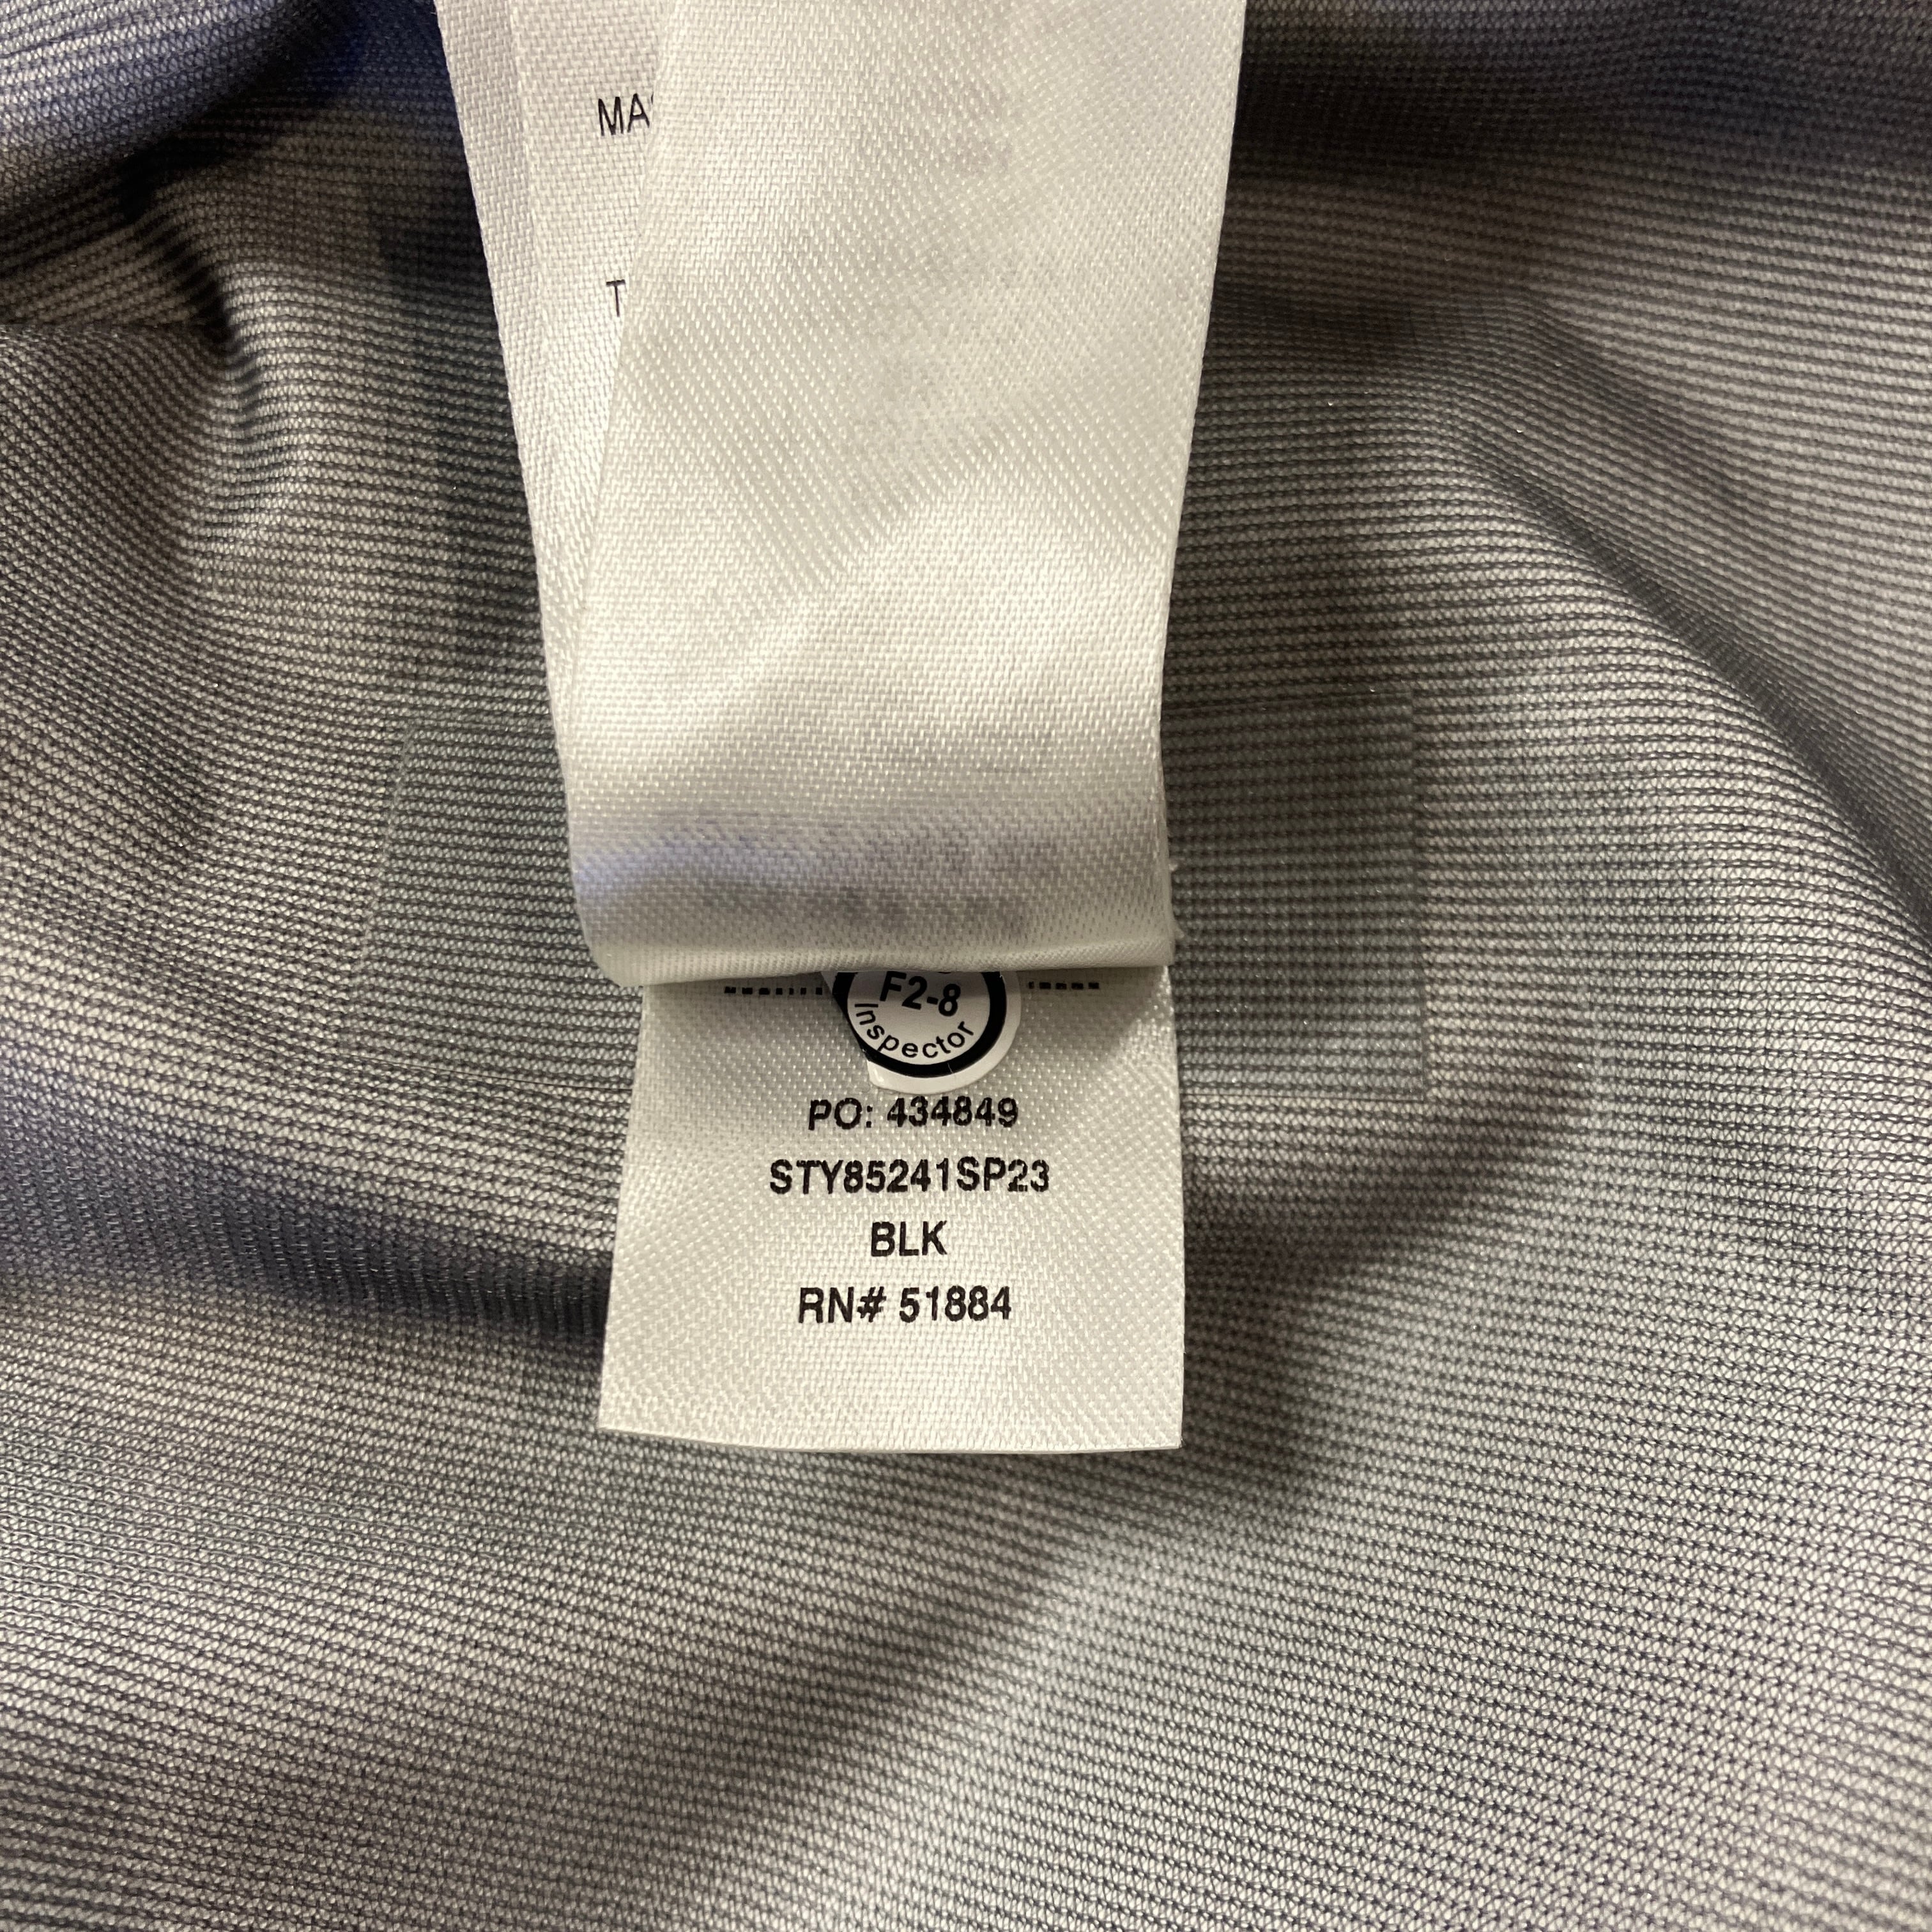 F2-8
Inspector
PO: 434849
STY85241SP23
BLK
RN# 51884